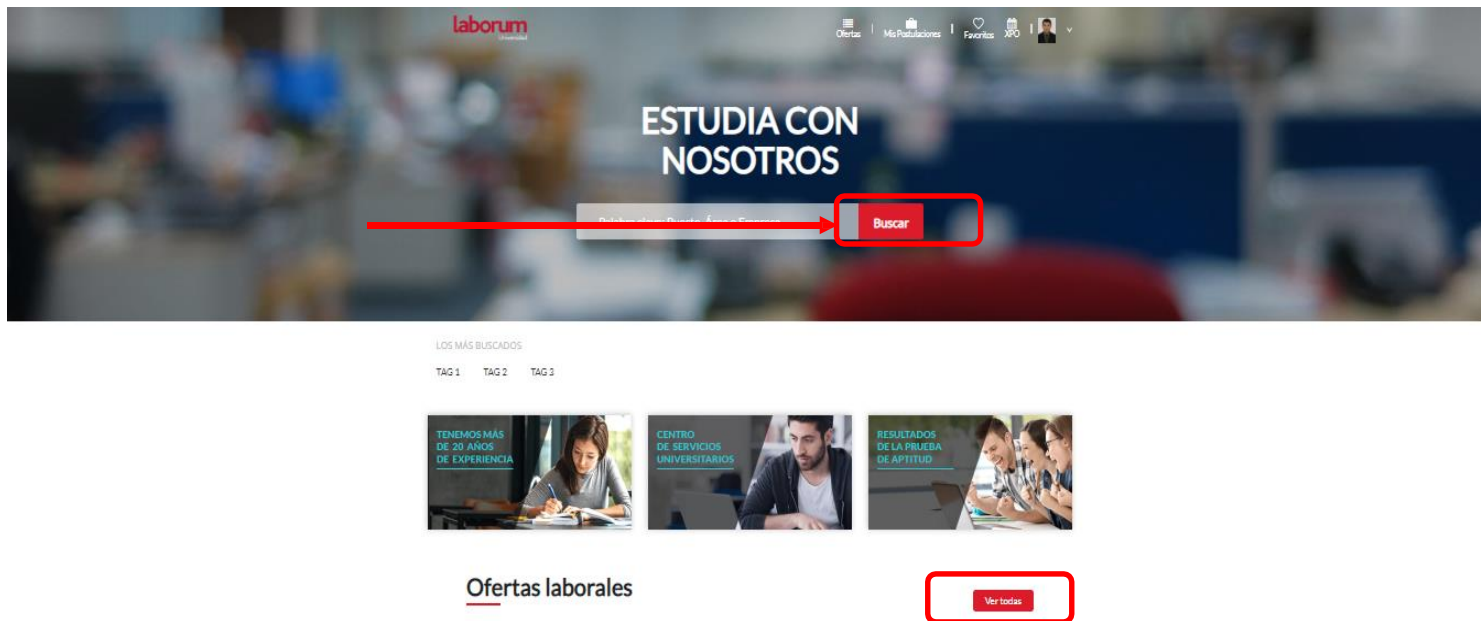 laborum
Universidad
Ofertas
Mis Postulaciones
Favoritos
XPO
ESTUDIA CON
NOSOTROS
Buscar
LOS MÁS BUSCADOS
TAG 1 TAG 2 TAG 3
TENEMOS MÁS
DE 20 AÑOS
DE EXPERIENCIA
CENTRO
DE SERVICIOS
UNIVERSITARIOS
RESULTADOS
DE LA PRUEBA
DE APTITUD
Ofertas laborales
Ver todas